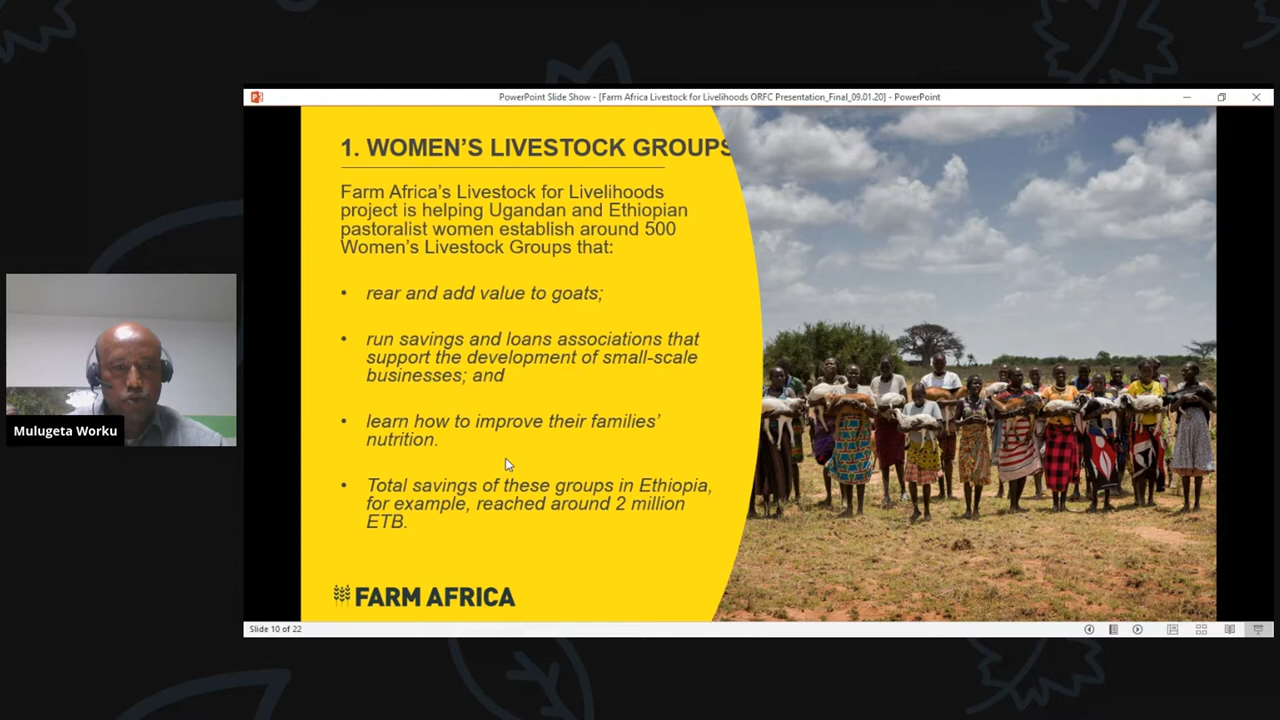 PowerPoint Slide Show - [Farm Africa Livestock for Livelihoods ORFC Presentation_Final_09.01.20] - PowerPoint
1. WOMEN’S LIVESTOCK GROUPS
Farm Africa’s Livestock for Livelihoods
project is helping Ugandan and Ethiopian
pastoralist women establish around 500
Women’s Livestock Groups that:
• rear and add value to goats;
• run savings and loans associations that
support the development of small-scale
businesses; and
• learn how to improve their families’
nutrition.
• Total savings of these groups in Ethiopia,
for example, reached around 2 million
ETB.
FARM AFRICA
Slide 10 of 22
Mulugeta Worku